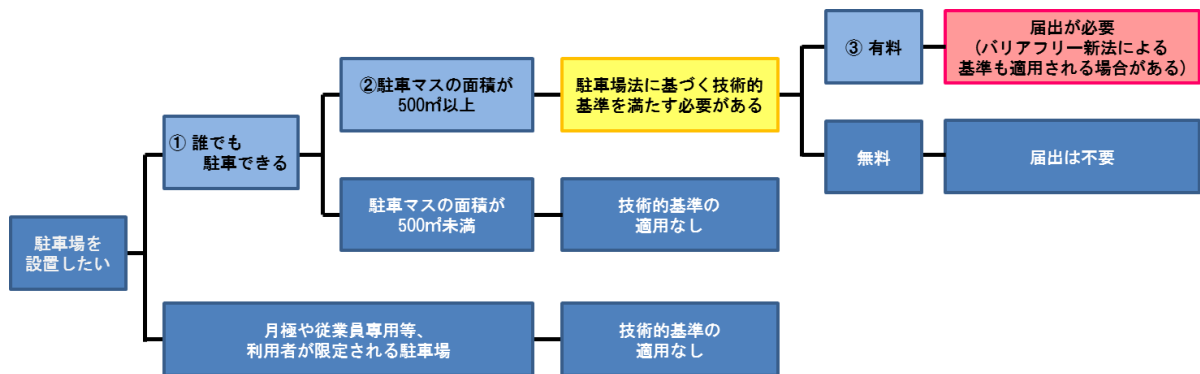 駐車場を
設置したい
① 誰でも
駐車できる
②駐車マスの面積が
500㎡以上
駐車場法に基づく技術的
基準を満たす必要がある
③ 有料
届出が必要
(バリアフリー新法による
基準も適用される場合がある)
無料
届出は不要
駐車マスの面積が
500㎡未満
技術的基準の
適用なし
月極や従業員専用等、
利用者が限定される駐車場
技術的基準の
適用なし